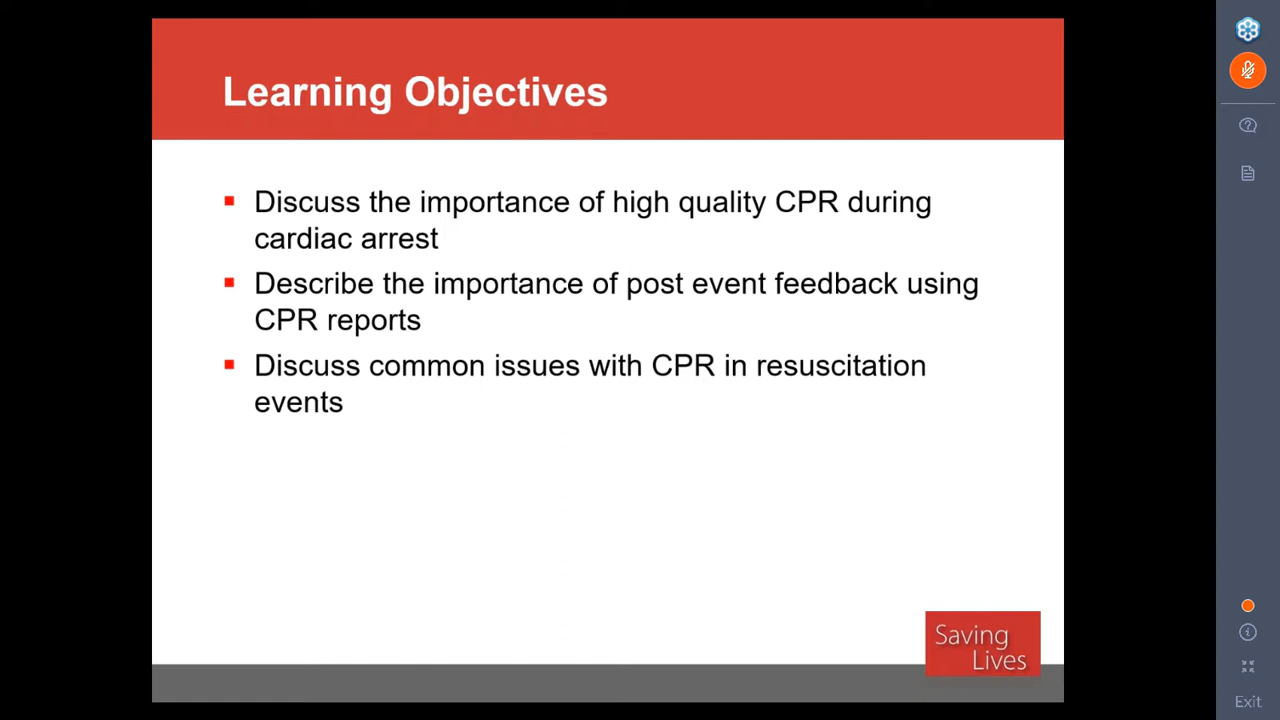 Learning Objectives
Discuss the importance of high quality CPR during
cardiac arrest
Describe the importance of post event feedback using
CPR reports
Discuss common issues with CPR in resuscitation
events
Saving
Lives
Exit